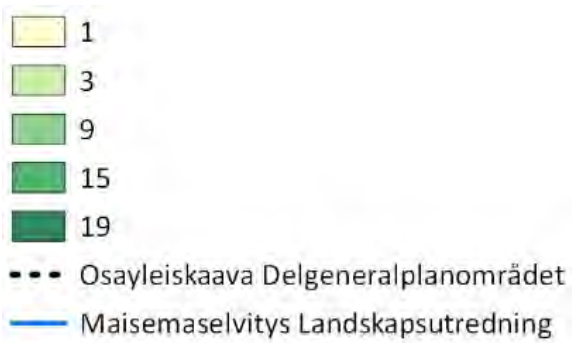 1
3
9
15
19
Osayleiskaava Delgeneralplanområdet
Maisemaselvitys Landskapsutredning